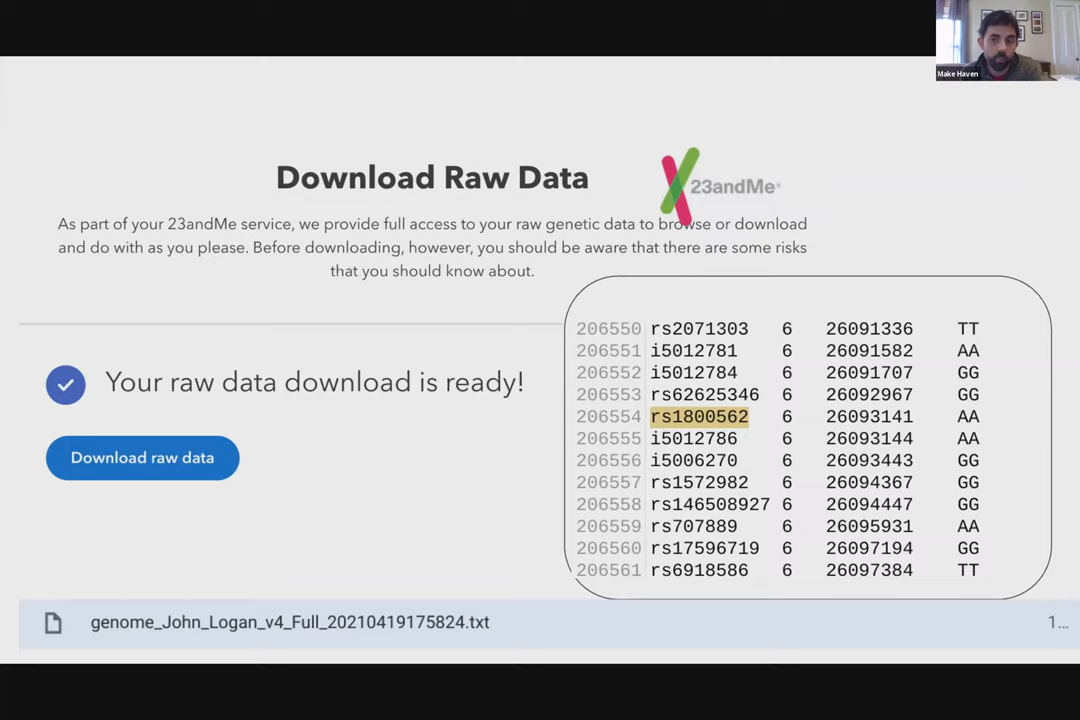 Make Haven
Download Raw Data
23andMe
As part of your 23andMe service, we provide full access to your raw genetic data to browse or download
and do with as you please. Before downloading, however, you should be aware that there are some risks
that you should know about.
206550 rs2071303 6 26091336 TT
206551 i5012781 6 26091582 AA
206552 i5012784 6 26091707 GG
206553 rs62625346 6 26092967 GG
206554 rs1800562 6 26093141 AA
206555 i5012786 6 26093144 AA
206556 i5006270 6 26093443 GG
206557 rs1572982 6 26094367 GG
206558 rs146508927 6 26094447 GG
206559 rs707889 6 26095931 AA
206560 rs17596719 6 26097194 GG
206561 rs6918586 6 26097384 TT
Your raw data download is ready!
Download raw data
genome_John_Logan_v4_Full_20210419175824.txt 1...